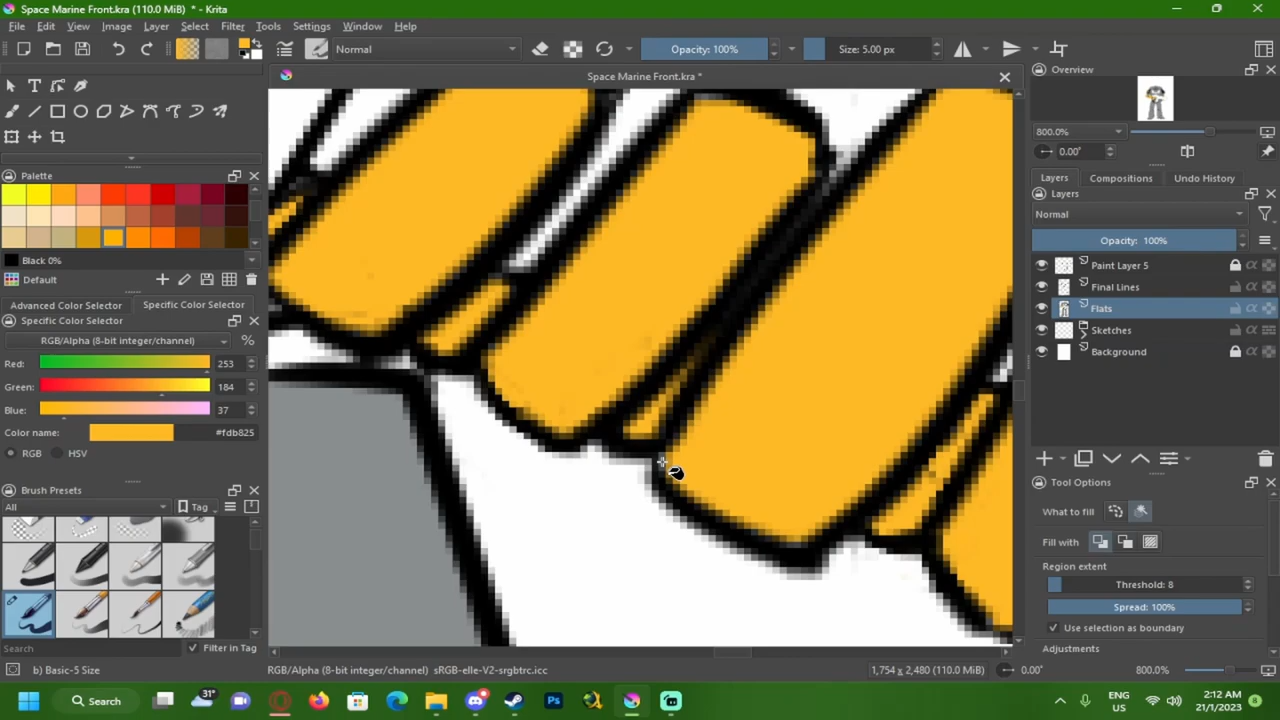 Space Marine Front.kra (110.0 MiB) * - Krita
File Edit View Image Layer Select Filter Tools Settings Window Help
Normal Opacity: 100% Size: 5.00 px
Space Marine Front.kra *
Overview
800.0%
0.00°
Palette
Black 0%
Default
Advanced Color Selector Specific Color Selector
Specific Color Selector
RGB/Alpha (8-bit integer/channel) %
Red: 253
Green: 184
Blue: 37
Color name: #fdb825
RGB HSV
Brush Presets
All Tag
Search Filter in Tag
Layers Compositions Undo History
Layers
Normal
Opacity: 100%
Paint Layer 5
Final Lines
Flats
Sketches
Background
Tool Options
What to fill
Fill with
Region extent
Threshold: 8
Spread: 100%
Use selection as boundary
Adjustments
b) Basic-5 Size RGB/Alpha (8-bit integer/channel) sRGB-elle-V2-srgbtrc.icc 1,754 x 2,480 (110.0 MiB) 0.00° 800.0%
Search 31° Ps ENG US 2:12 AM 21/1/2023 8